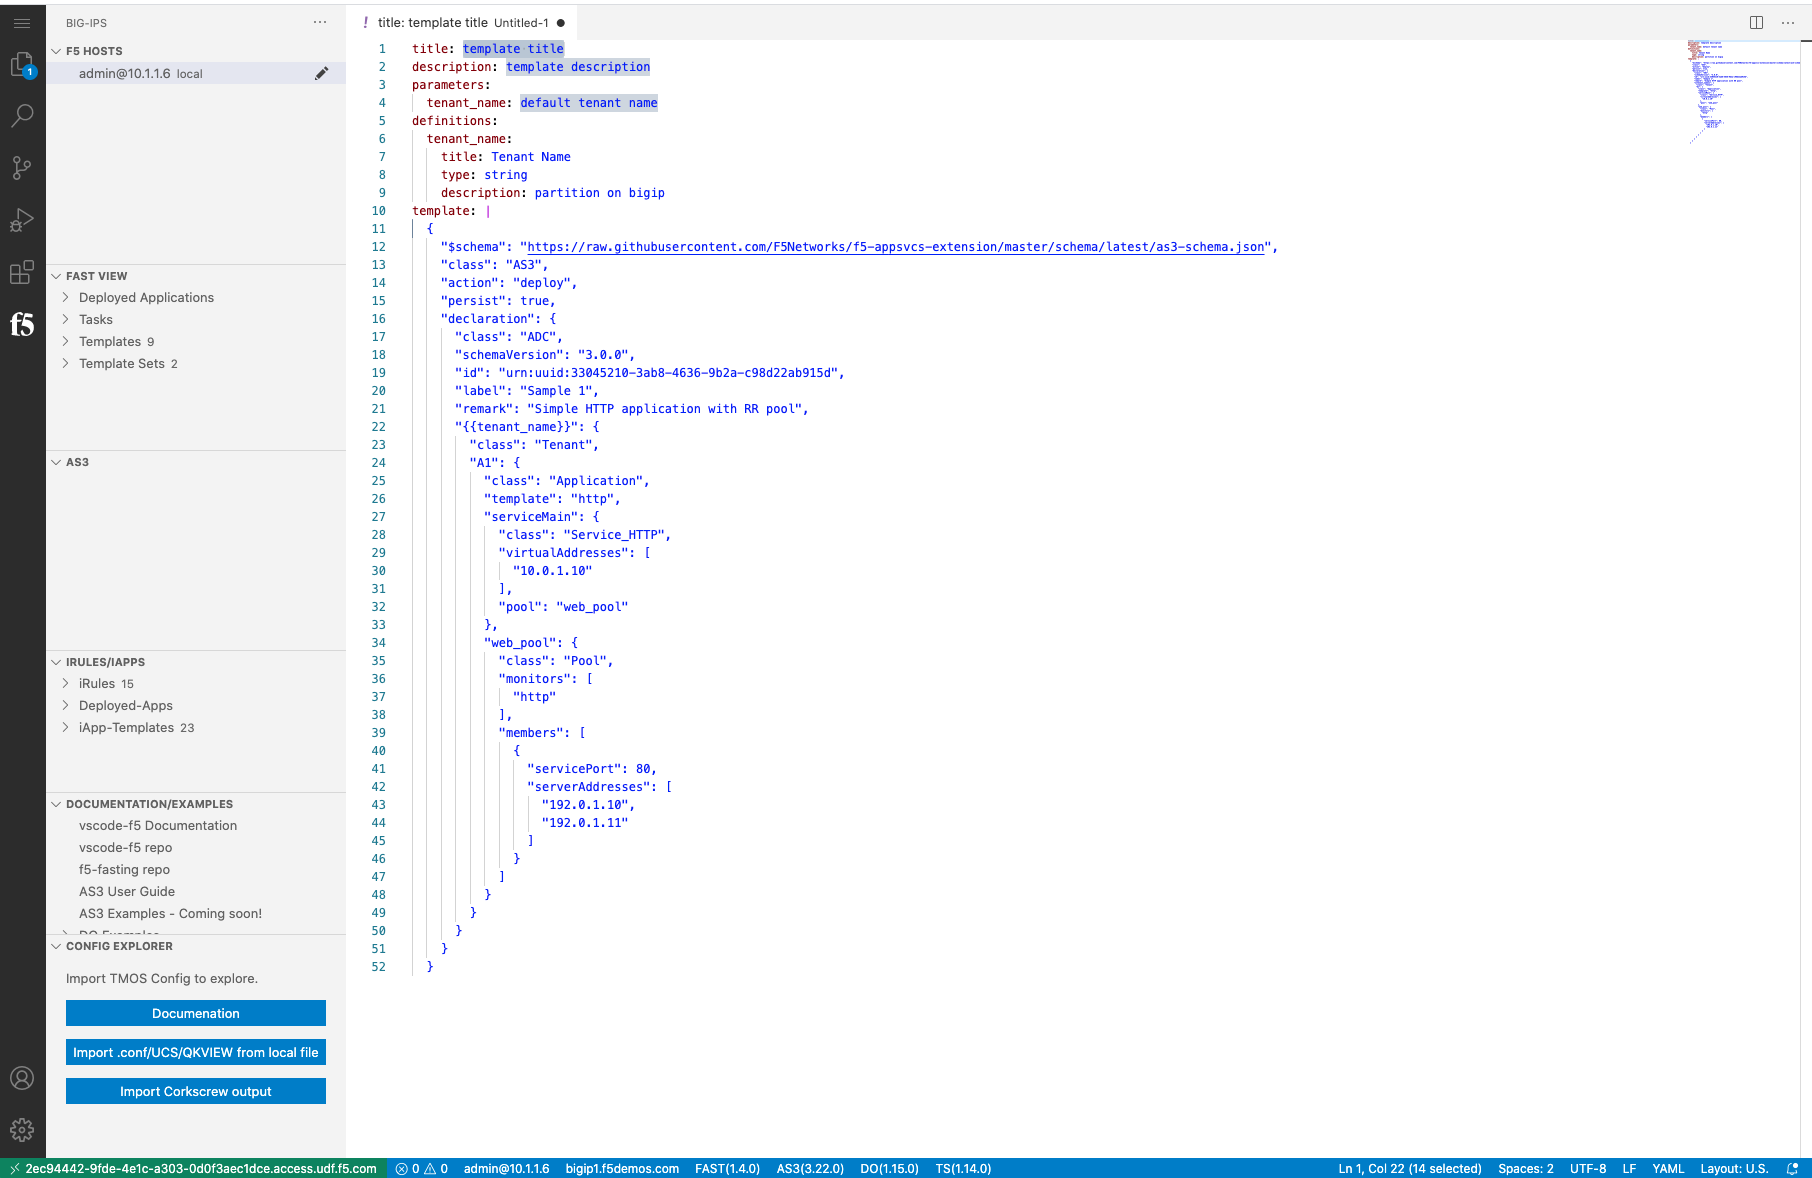 BIG-IPS
F5 HOSTS
admin@10.1.1.6 local
1
FAST VIEW
Deployed Applications
Tasks
Templates 9
Template Sets 2
f5
AS3
IRULES/IAPPS
iRules 15
Deployed-Apps
iApp-Templates 23
DOCUMENTATION/EXAMPLES
vscode-f5 Documentation
vscode-f5 repo
f5-fasting repo
AS3 User Guide
AS3 Examples - Coming soon!
DO Examples
CONFIG EXPLORER
Import TMOS Config to explore.
Documenation
Import .conf/UCS/QKVIEW from local file
Import Corkscrew output
! title: template title Untitled-1 ●
1 title: template title
2 description: template description
3 parameters:
4 tenant_name: default tenant name
5 definitions:
6 tenant_name:
7 title: Tenant Name
8 type: string
9 description: partition on bigip
10 template: |
11 {
12 "$schema": "https://raw.githubusercontent.com/F5Networks/f5-appsvcs-extension/master/schema/latest/as3-schema.json",
13 "class": "AS3",
14 "action": "deploy",
15 "persist": true,
16 "declaration": {
17 "class": "ADC",
18 "schemaVersion": "3.0.0",
19 "id": "urn:uuid:33045210-3ab8-4636-9b2a-c98d22ab915d",
20 "label": "Sample 1",
21 "remark": "Simple HTTP application with RR pool",
22 "{{tenant_name}}": {
23 "class": "Tenant",
24 "A1": {
25 "class": "Application",
26 "template": "http",
27 "serviceMain": {
28 "class": "Service_HTTP",
29 "virtualAddresses": [
30 "10.0.1.10"
31 ],
32 "pool": "web_pool"
33 },
34 "web_pool": {
35 "class": "Pool",
36 "monitors": [
37 "http"
38 ],
39 "members": [
40 {
41 "servicePort": 80,
42 "serverAddresses": [
43 "192.0.1.10",
44 "192.0.1.11"
45 ]
46 }
47 ]
48 }
49 }
50 }
51 }
52 }
2ec94442-9fde-4e1c-a303-0d0f3aec1dce.access.udf.f5.com 0 0 admin@10.1.1.6 bigip1.f5demos.com FAST(1.4.0) AS3(3.22.0) DO(1.15.0) TS(1.14.0) Ln 1, Col 22 (14 selected) Spaces: 2 UTF-8 LF YAML Layout: U.S.